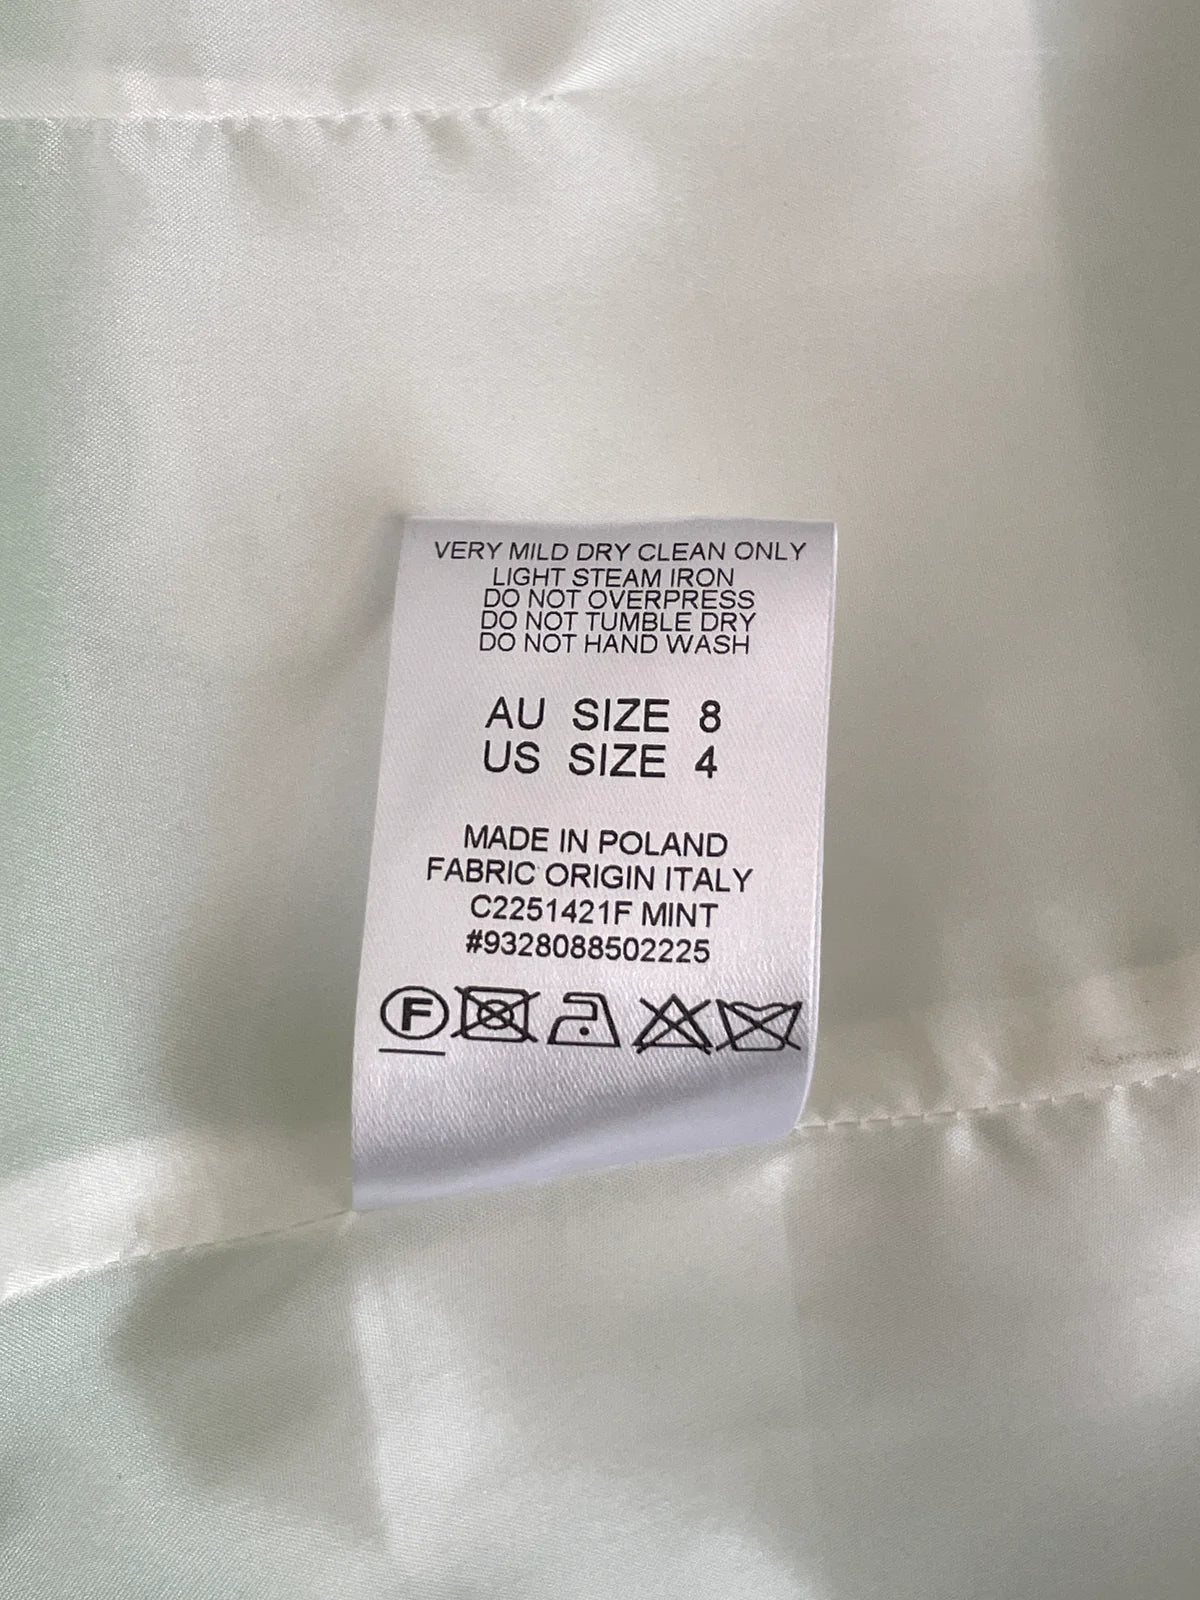 VERY MILD DRY CLEAN ONLY
LIGHT STEAM IRON
DO NOT OVERPRESS
DO NOT TUMBLE DRY
DO NOT HAND WASH
AU SIZE 8
US SIZE 4
MADE IN POLAND
FABRIC ORIGIN ITALY
C2251421F MINT
#9328088502225
F